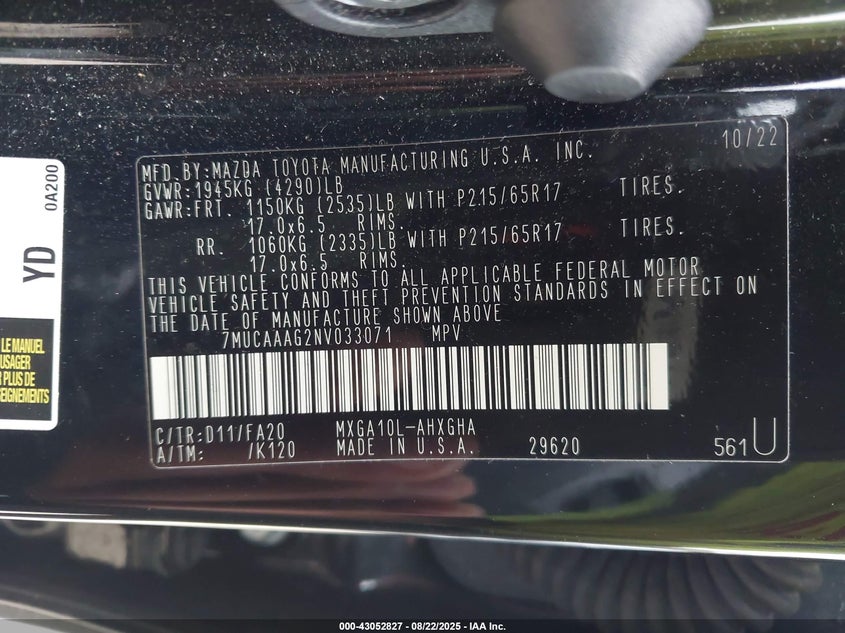 10/22
MFD.BY:MAZDA TOYOTA MANUFACTURING U.S.A. INC.
GVWR:1945KG (4290)LB
GAWR:FRT. 1150KG (2535)LB WITH P215/65R17 TIRES.
17.0x6.5 RIMS.
RR. 1060KG (2335)LB WITH P215/65R17 TIRES.
17.0x6.5 RIMS.
THIS VEHICLE CONFORMS TO ALL APPLICABLE FEDERAL MOTOR
VEHICLE SAFETY AND THEFT PREVENTION STANDARDS IN EFFECT ON
THE DATE OF MANUFACTURE SHOWN ABOVE
7MUCAAAG2NV033071 MPV
C/TR:D11/FA20 MXGA10L-AHXGHA
A/TM: /K120 MADE IN U.S.A. 29620 561U
YD 0A200
LE MANUEL
PLUS DE
000-43052827 - 08/22/2025 - IAA Inc.